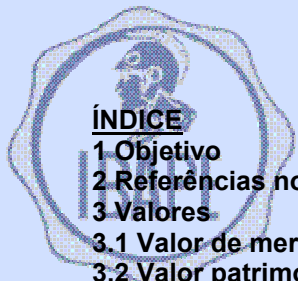 ÍNDICE
1 Objetivo
2 Referências no
3 Valores
3.1 Valor de mer
3.2 Valor patrimo